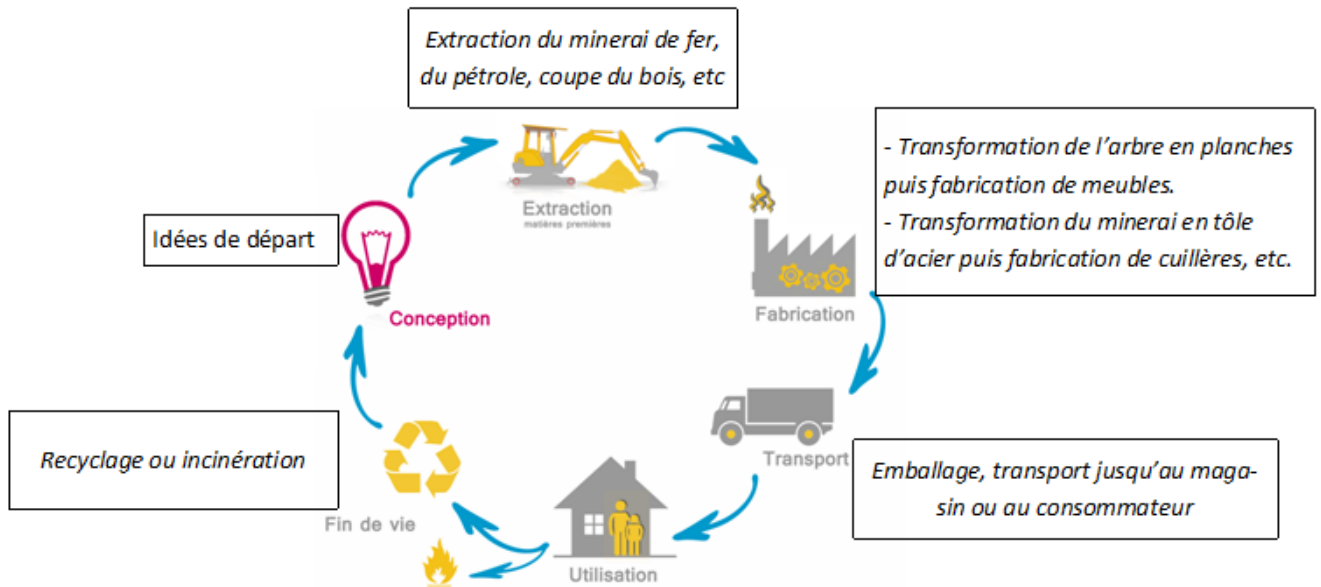 Extraction du minerai de fer,
du pétrole, coupe du bois, etc
Extraction
matières premières
- Transformation de l’arbre en planches
puis fabrication de meubles.
- Transformation du minerai en tôle
d’acier puis fabrication de cuillères, etc.
Idées de départ
Conception
Fabrication
Recyclage ou incinération
Transport
Emballage, transport jusqu’au maga-
sin ou au consommateur
Fin de vie
Utilisation